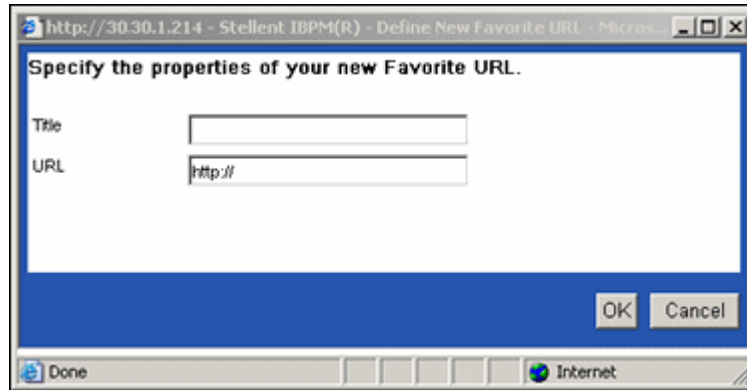 http://30.30.1.214 - Stellent IBPM(R) - Define New Favorite URL - Micros...
Specify the properties of your new Favorite URL.
Title
URL
http://
OK
Cancel
Done
Internet